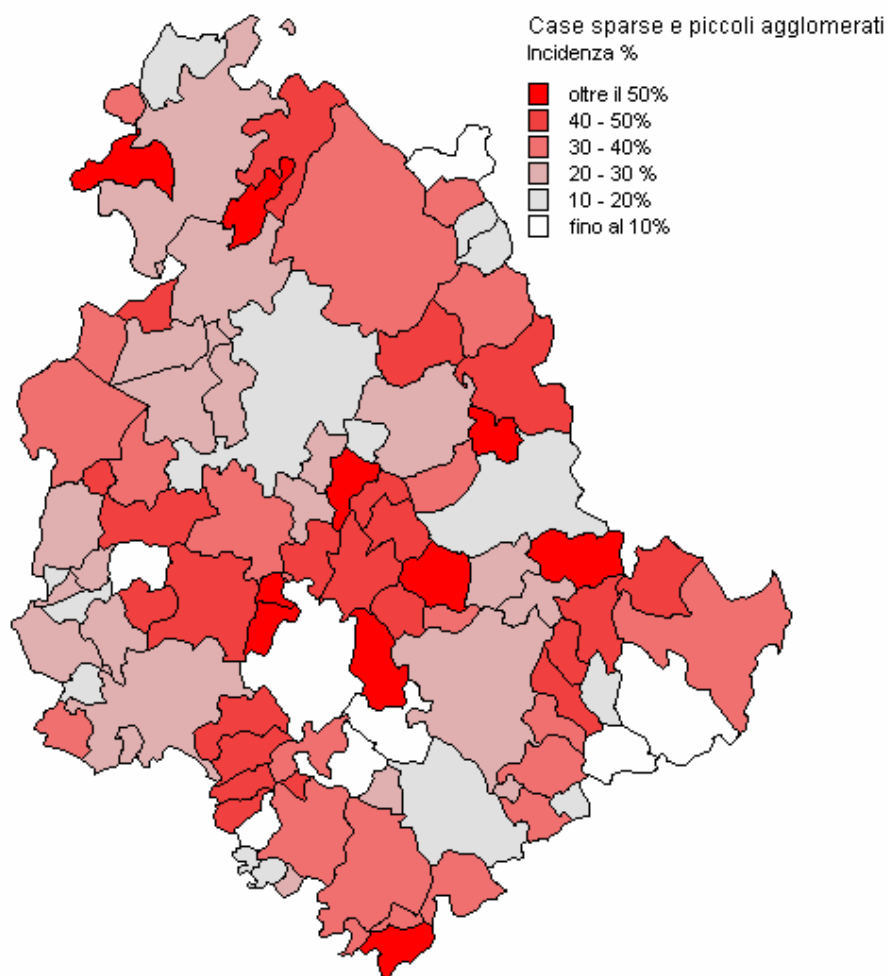 Case sparse e piccoli agglomerati
Incidenza %
oltre il 50%
40 - 50%
30 - 40%
20 - 30 %
10 - 20%
fino al 10%